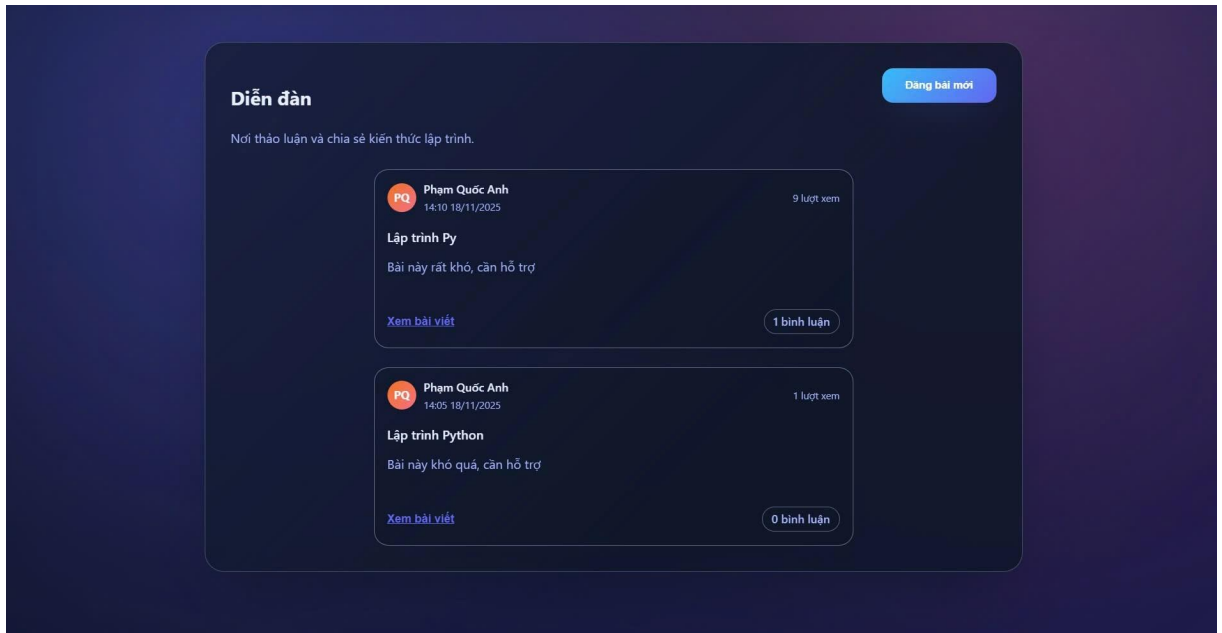 Diễn đàn
Đăng bài mới
Nơi thảo luận và chia sẻ kiến thức lập trình.
PQ
Phạm Quốc Anh
14:10 18/11/2025
9 lượt xem
Lập trình Py
Bài này rất khó, cần hỗ trợ
Xem bài viết
1 bình luận
PQ
Phạm Quốc Anh
14:05 18/11/2025
1 lượt xem
Lập trình Python
Bài này khó quá, cần hỗ trợ
Xem bài viết
0 bình luận